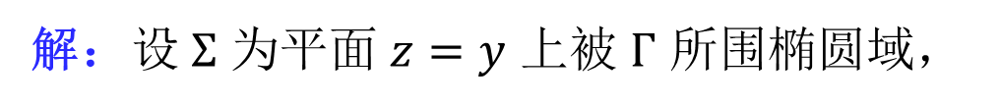 解：设 Σ 为平面 z = y 上被 Γ 所围椭圆域，